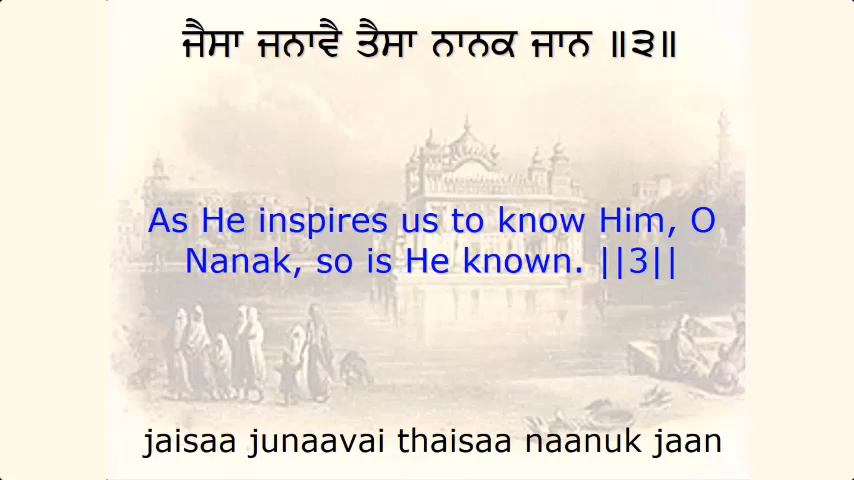 ਜੈਸਾ ਜਨਾਵੈ ਤੈਸਾ ਨਾਨਕ ਜਾਨ ॥੩॥
As He inspires us to know Him, O
Nanak, so is He known. ||3||
jaisaa junaavai thaisaa naanuk jaan